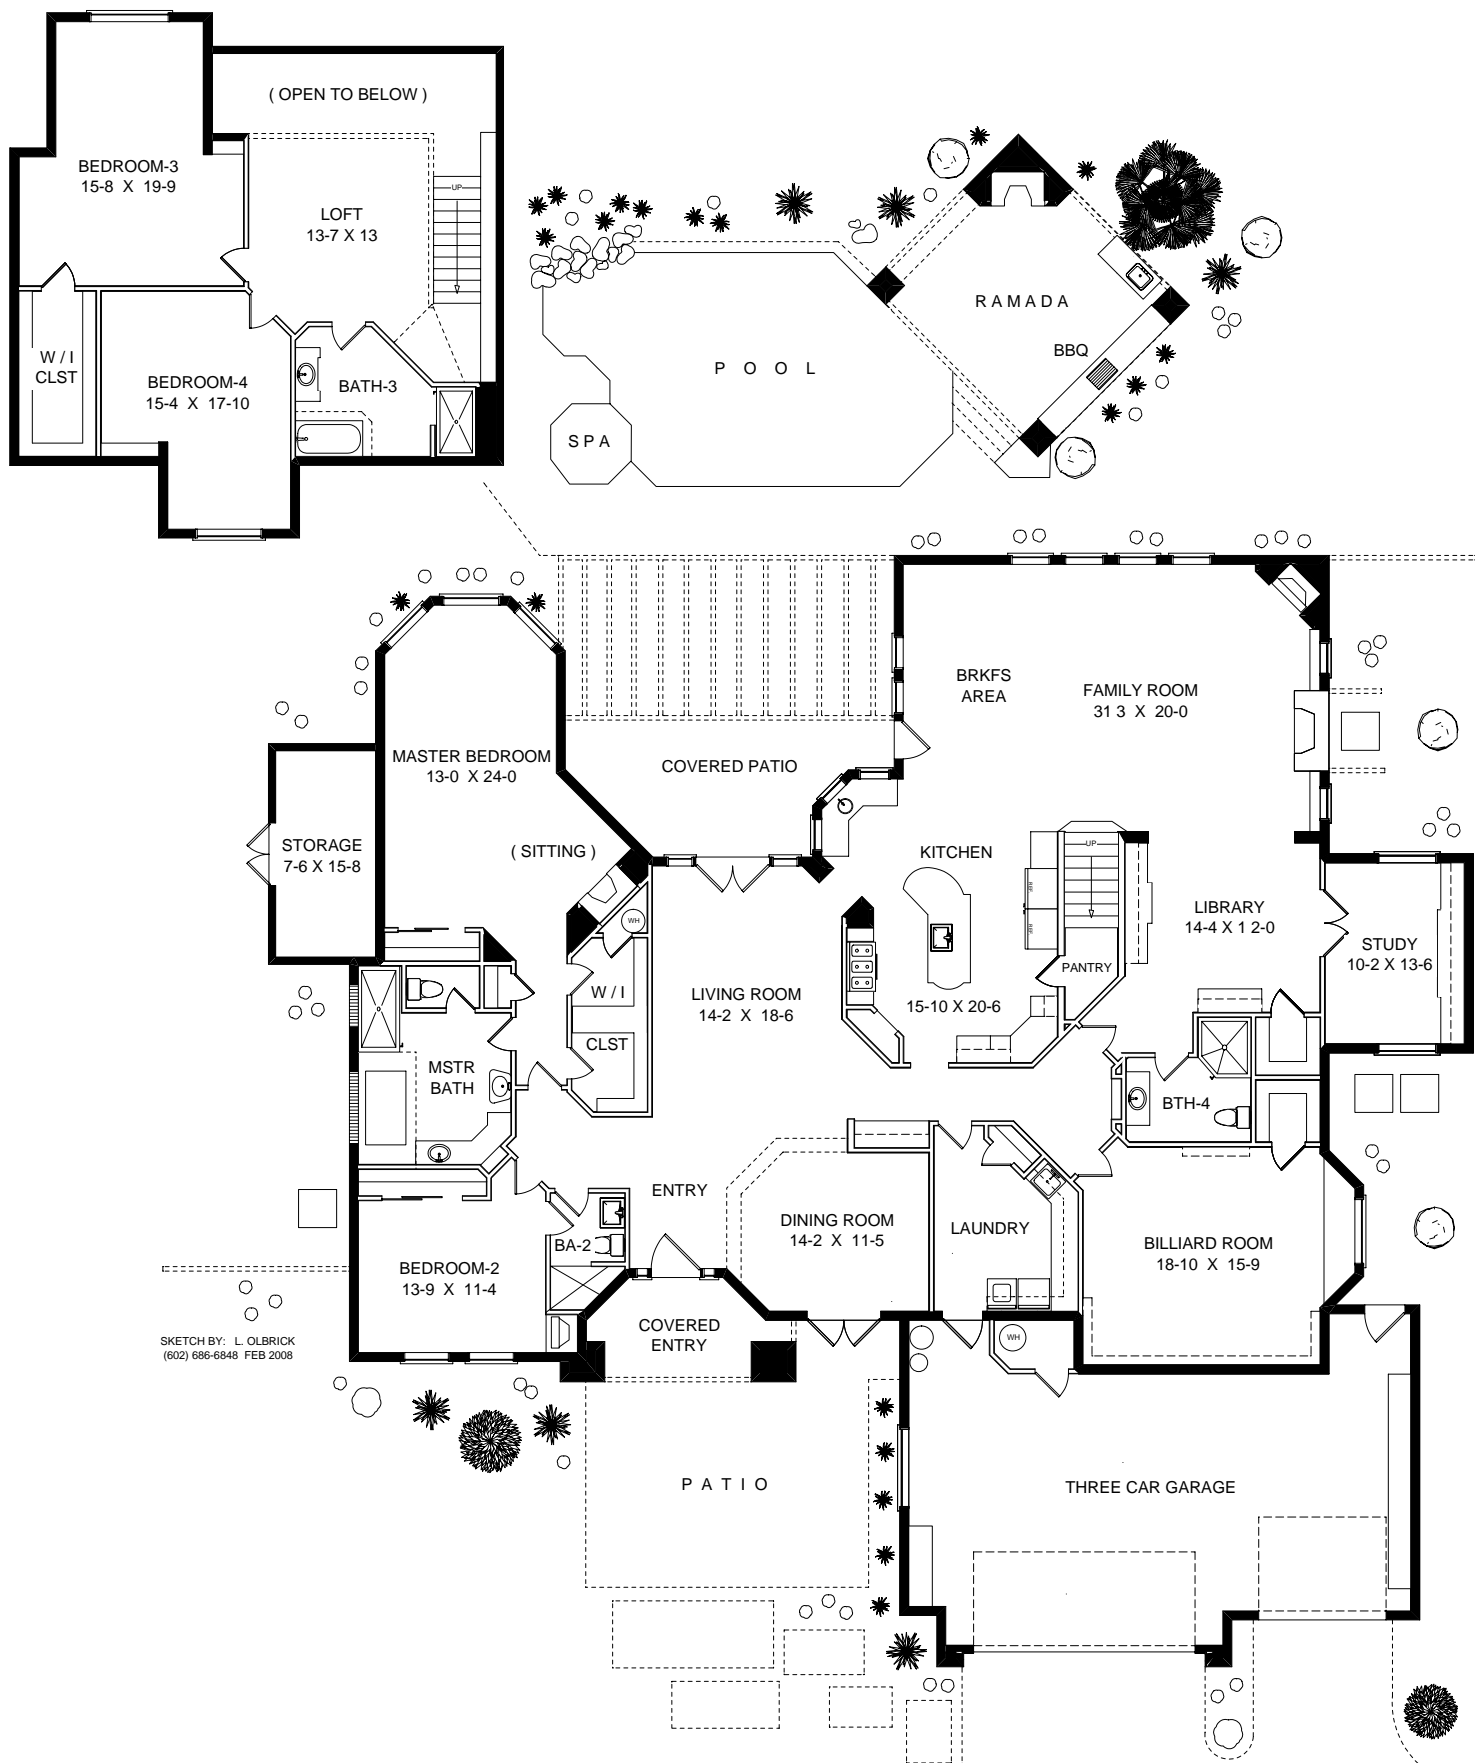 ( OPEN TO BELOW )
BEDROOM-3
15-8 X 19-9
LOFT
13-7 X 13
UP
W / I
CLST
BEDROOM-4
15-4 X 17-10
BATH-3
RAMADA
BBQ
POOL
SPA
BRKFS
AREA
FAMILY ROOM
31 3 X 20-0
MASTER BEDROOM
13-0 X 24-0
COVERED PATIO
STORAGE
7-6 X 15-8
( SITTING )
KITCHEN
UP
REF
REF
WH
LIBRARY
14-4 X 1 2-0
STUDY
10-2 X 13-6
PANTRY
W / I
CLST
LIVING ROOM
14-2 X 18-6
15-10 X 20-6
MSTR
BATH
BTH-4
ENTRY
DINING ROOM
14-2 X 11-5
LAUNDRY
BILLIARD ROOM
18-10 X 15-9
BA-2
BEDROOM-2
13-9 X 11-4
COVERED
ENTRY
WH
SKETCH BY: L. OLBRICK
(602) 686-6848 FEB 2008
PATIO
THREE CAR GARAGE